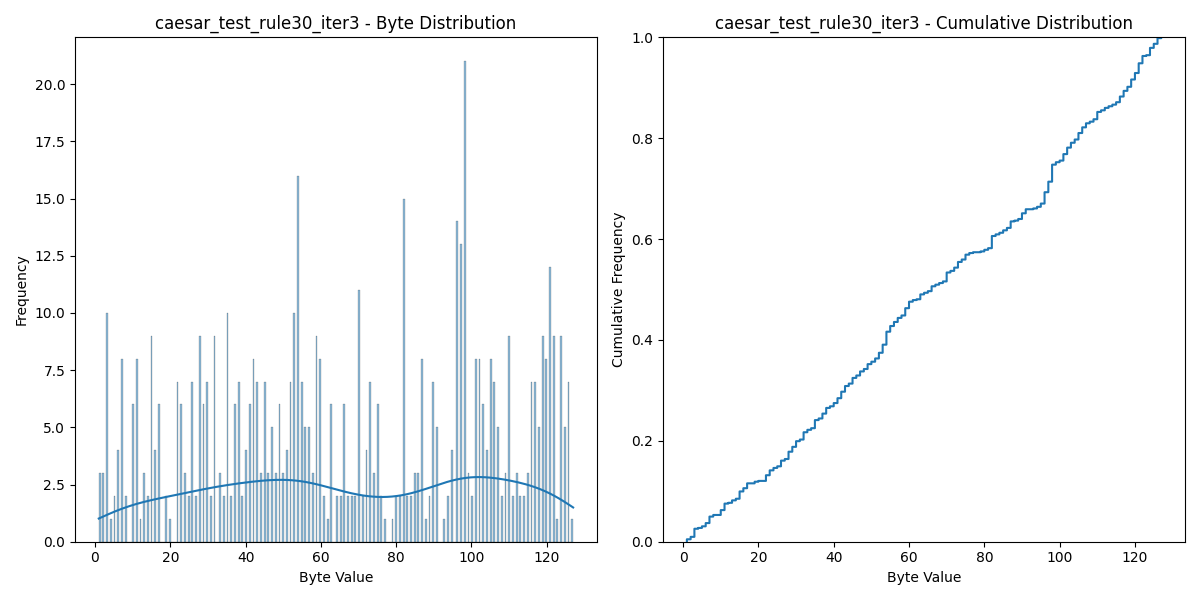 caesar_test_rule30_iter3 - Byte Distribution
20.0
17.5
15.0
12.5
10.0
7.5
5.0
2.5
0.0
Frequency
0 20 40 60 80 100 120
Byte Value
caesar_test_rule30_iter3 - Cumulative Distribution
1.0
0.8
0.6
0.4
0.2
0.0
Cumulative Frequency
0 20 40 60 80 100 120
Byte Value